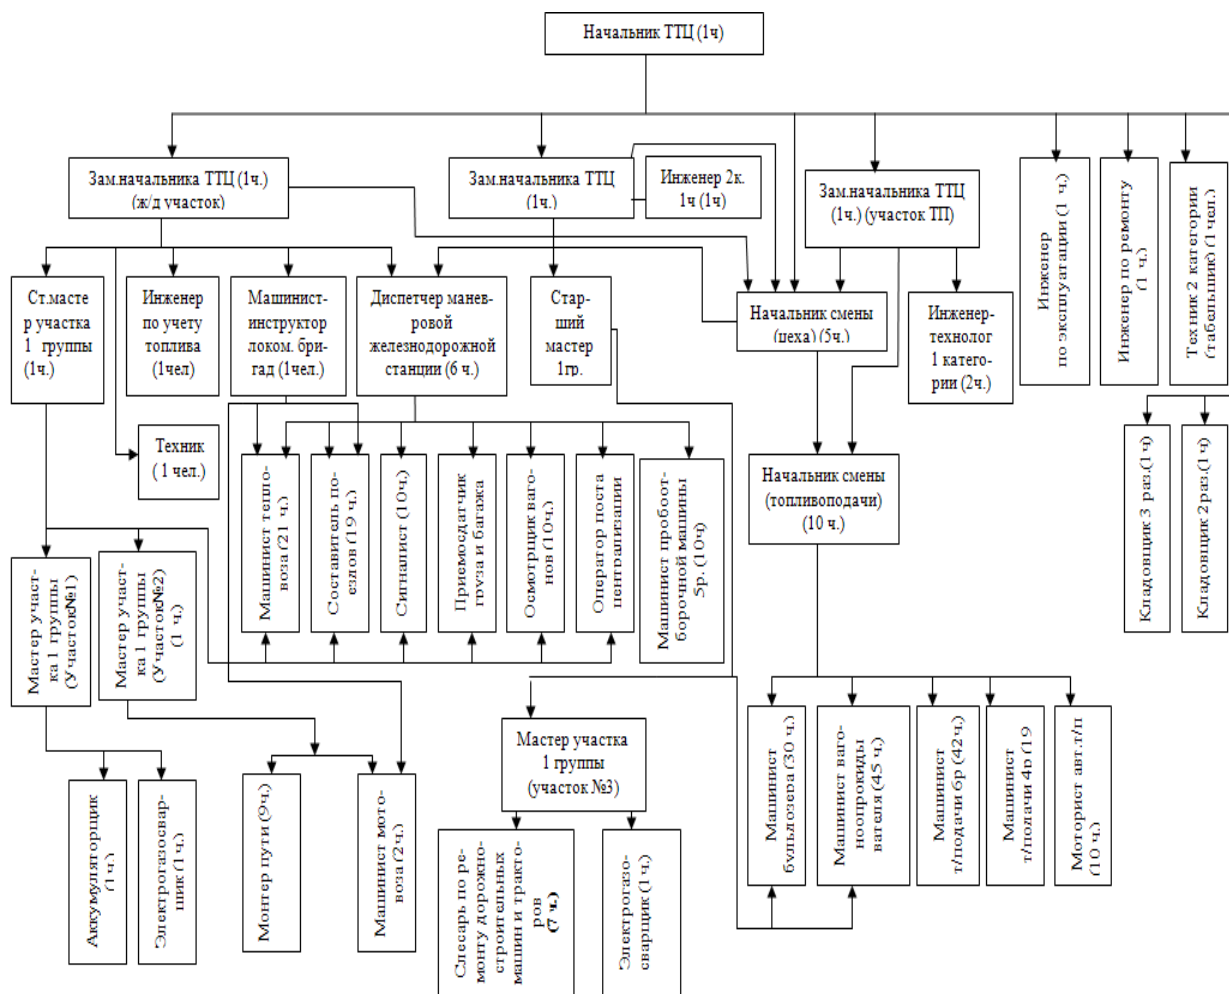 Начальник ТТЦ (1ч)
Зам.начальника ТТЦ (1ч.)
(ж/д участок)
Зам.начальника ТТЦ
(1ч.)
Инженер 2к.
1ч (1ч)
Зам.начальника ТТЦ
(1ч.) (участок ТП)
Инженер
по эксплуатации (1 ч.)
Инженер по ремонту
(1 ч.)
Техник 2 категории
(табельщик) (1 чел.)
Ст.масте
р участка
1 группы
(1ч.)
Инженер
по учету
топлива
(1чел)
Машинист-
инструктор
локом. бри-
гад (1чел.)
Диспетчер манев-
ровой
железнодорожной
станции (6 ч.)
Стар-
ший
мастер
1гр.
Начальник смены
(цеха) (5ч.)
Инженер-
технолог
1 катего-
рии (2ч.)
Техник
( 1 чел.)
Машинист тепло-
воза (21 ч.)
Составитель по-
ездов (19 ч.)
Сигналист (10ч.)
Приемосдатчик
груза и багажа
Осмотрщик ваго-
нов (10ч.)
Оператор поста
централизации
Машинист пробоот-
борочной машины
5р. (10ч)
Начальник смены
(топливоподачи)
(10 ч.)
Кладовщик 3 раз.(1 ч)
Кладовщик 2 раз.(1 ч)
Мастер участ-
ка 1 группы
(Участок№1)
Мастер участ-
ка 1 группы
(Участок№2)
(1 ч.)
Мастер участка
1 группы
(участок №3)
Машинист
бульдозера (30 ч.)
Машинист ваго-
ноопрокиды
вателя (45 ч.)
Машинист
т/подачи 6р (42ч.)
Машинист
т/подачи 4р (19
Моторист авт.т/п
(10 ч.)
Аккумуляторщик
(1 ч.)
Электрогазосвар-
щик (1 ч.)
Монтер пути (9ч.)
Машинист мото-
воза (2ч.)
Слесарь по ре-
монту дорожно-
строительных
машин и тракто-
ров
(7 ч.)
Электрогазо-
сварщик (1 ч.)